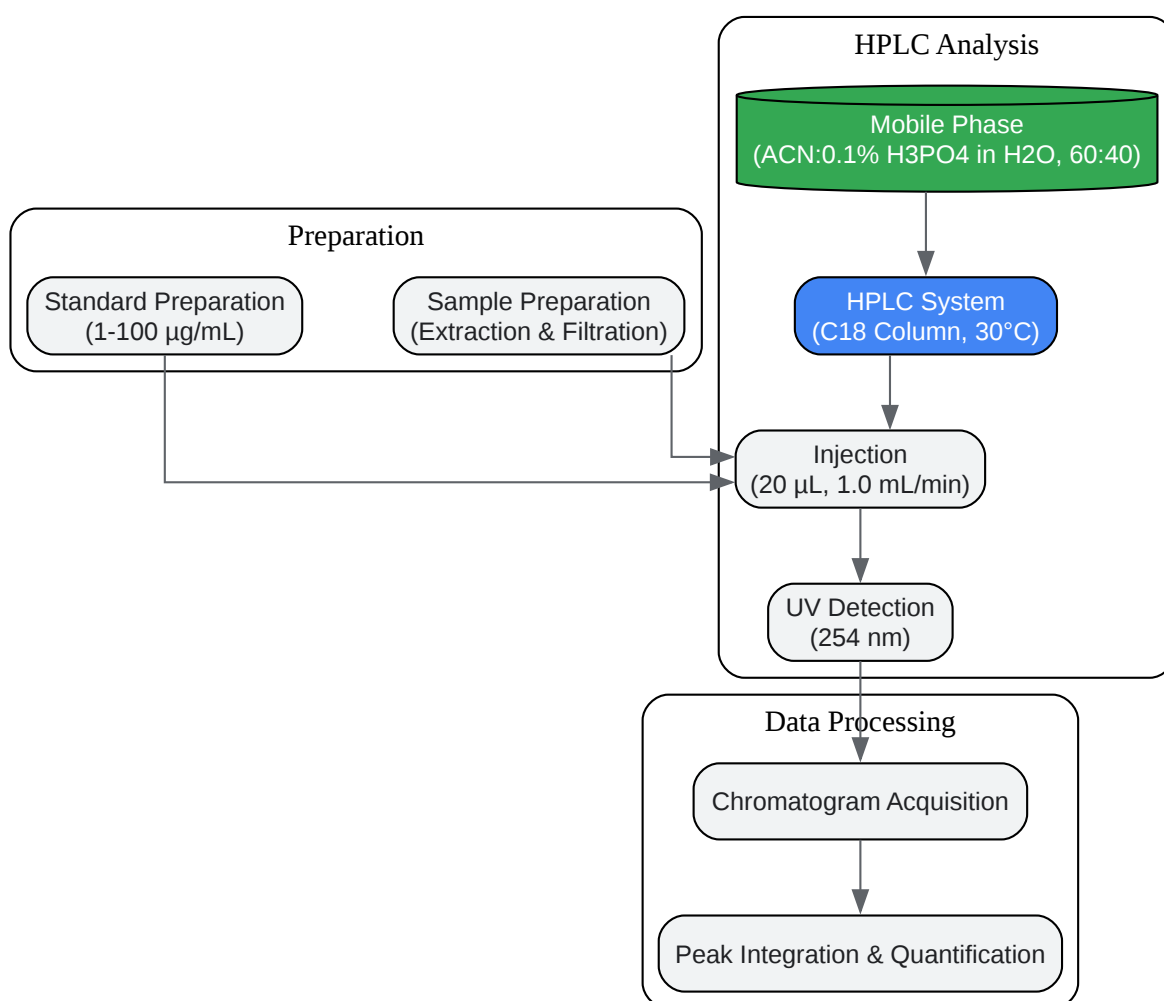 HPLC Analysis
Mobile Phase
(ACN:0.1% H3PO4 in H2O, 60:40)
Preparation
Standard Preparation
(1-100 µg/mL)
Sample Preparation
(Extraction & Filtration)
HPLC System
(C18 Column, 30°C)
Injection
(20 µL, 1.0 mL/min)
UV Detection
(254 nm)
Data Processing
Chromatogram Acquisition
Peak Integration & Quantification